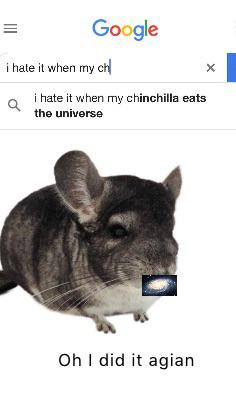 Google
i hate it when my ch
i hate it when my chinchilla eats
the universe
Oh I did it agian